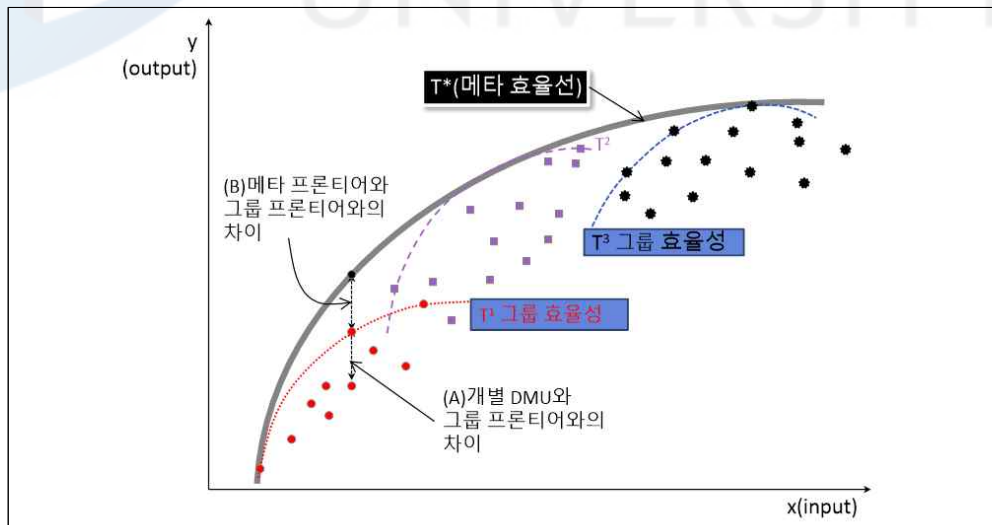 UNIVERSITY
y
(output)
T*(메타 효율선)
T²
(B)메타 프론티어와
그룹 프론티어와의
차이
T³ 그룹 효율성
T¹ 그룹 효율성
(A)개별 DMU와
그룹 프론티어와의
차이
x(input)